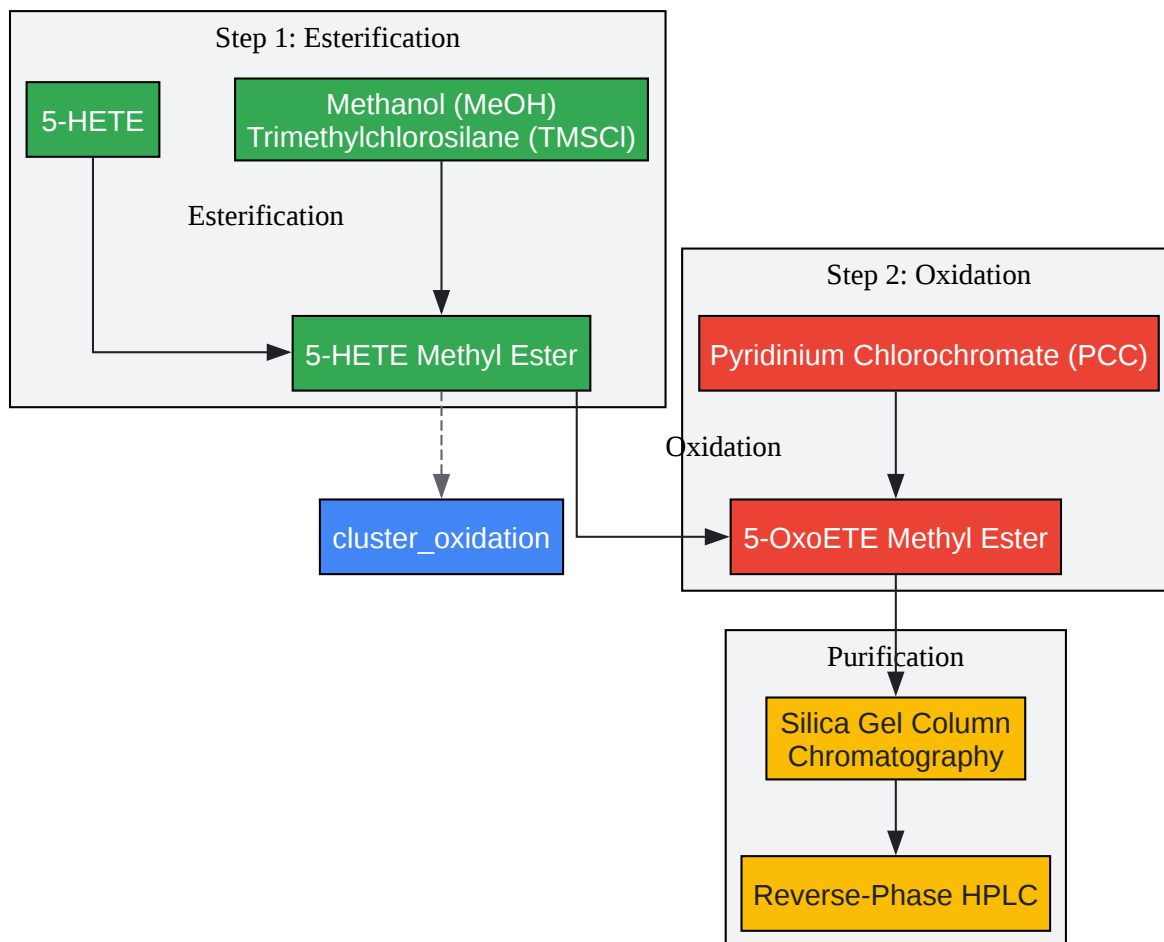 Step 1: Esterification
5-HETE
Methanol (MeOH)
Trimethylchlorosilane (TMSCl)
Esterification
5-HETE Methyl Ester
Step 2: Oxidation
Pyridinium Chlorochromate (PCC)
Oxidation
cluster_oxidation
5-OxoETE Methyl Ester
Purification
Silica Gel Column
Chromatography
Reverse-Phase HPLC